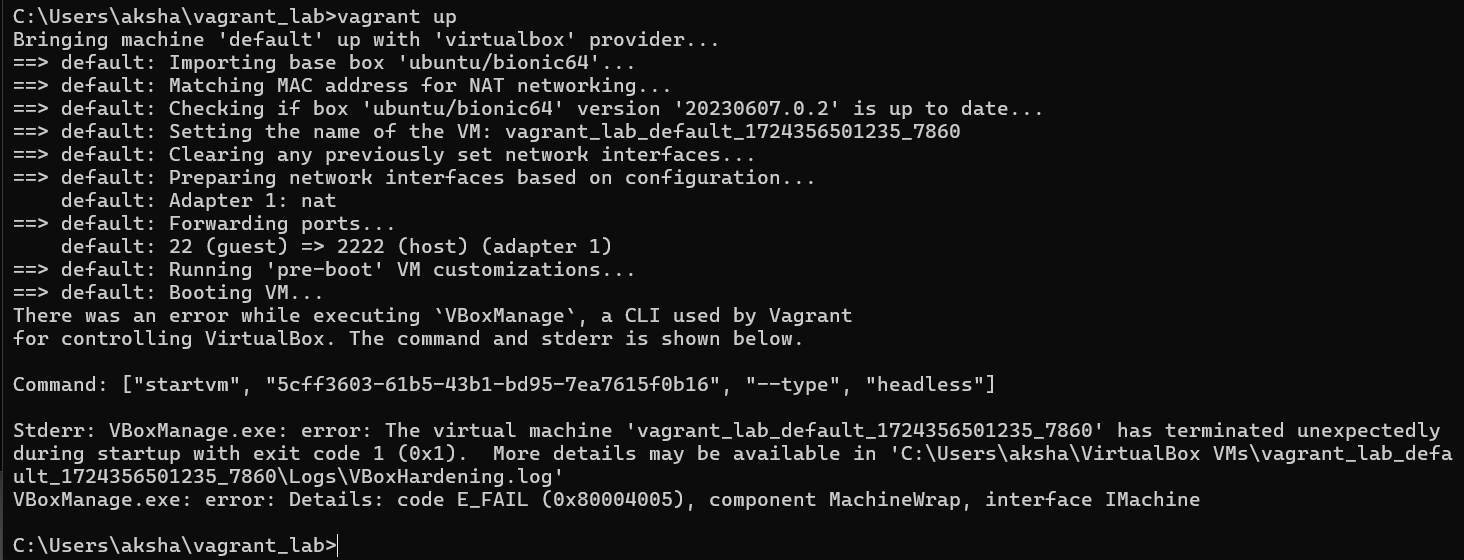 C:\Users\aksha\vagrant_lab>vagrant up
Bringing machine 'default' up with 'virtualbox' provider...
==> default: Importing base box 'ubuntu/bionic64'...
==> default: Matching MAC address for NAT networking...
==> default: Checking if box 'ubuntu/bionic64' version '20230607.0.2' is up to date...
==> default: Setting the name of the VM: vagrant_lab_default_1724356501235_7860
==> default: Clearing any previously set network interfaces...
==> default: Preparing network interfaces based on configuration...
    default: Adapter 1: nat
==> default: Forwarding ports...
    default: 22 (guest) => 2222 (host) (adapter 1)
==> default: Running 'pre-boot' VM customizations...
==> default: Booting VM...
There was an error while executing `VBoxManage`, a CLI used by Vagrant
for controlling VirtualBox. The command and stderr is shown below.

Command: ["startvm", "5cff3603-61b5-43b1-bd95-7ea7615f0b16", "--type", "headless"]

Stderr: VBoxManage.exe: error: The virtual machine 'vagrant_lab_default_1724356501235_7860' has terminated unexpectedly
during startup with exit code 1 (0x1).  More details may be available in 'C:\Users\aksha\VirtualBox VMs\vagrant_lab_defa
ult_1724356501235_7860\Logs\VBoxHardening.log'
VBoxManage.exe: error: Details: code E_FAIL (0x80004005), component MachineWrap, interface IMachine

C:\Users\aksha\vagrant_lab>